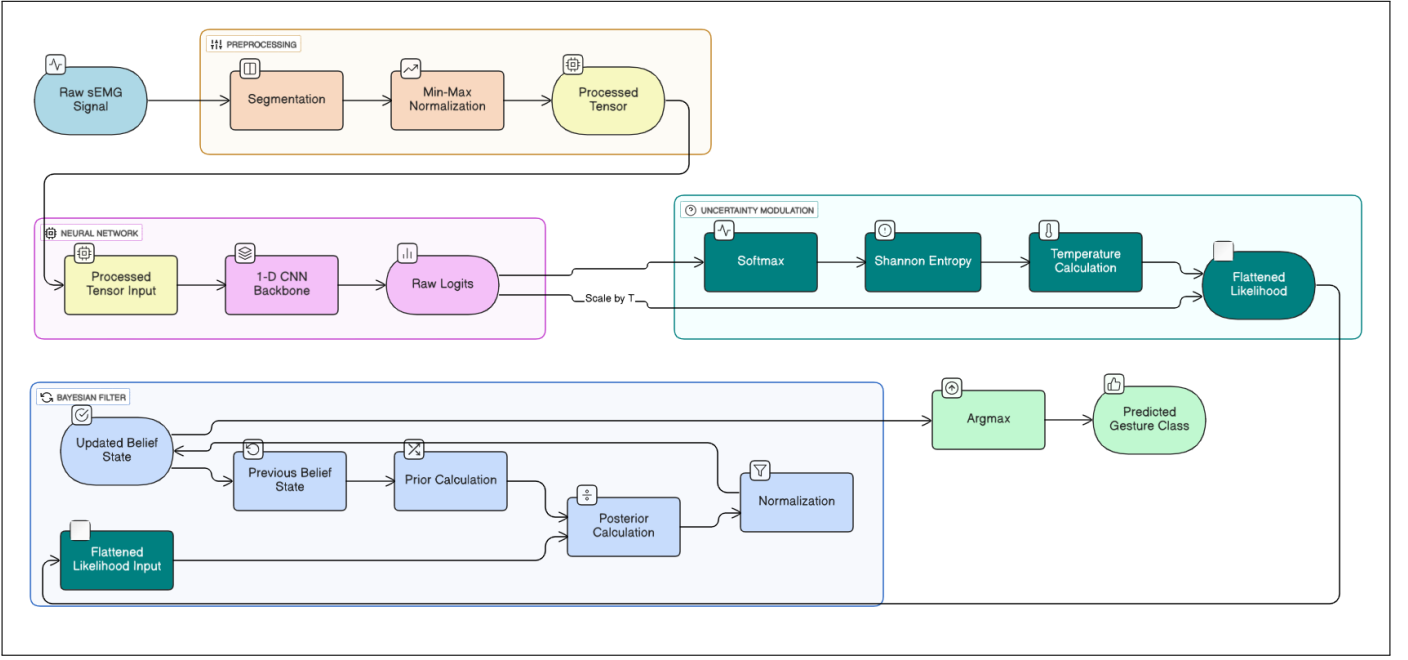 PREPROCESSING
Raw sEMG
Signal
Segmentation
Min-Max
Normalization
Processed
Tensor
NEURAL NETWORK
Processed
Tensor Input
1-D CNN
Backbone
Raw Logits
Scale by T
UNCERTAINTY MODULATION
Softmax
Shannon Entropy
Temperature
Calculation
Flattened
Likelihood
BAYESIAN FILTER
Updated Belief
State
Previous Belief
State
Prior Calculation
Posterior
Calculation
Normalization
Flattened
Likelihood Input
Argmax
Predicted
Gesture Class